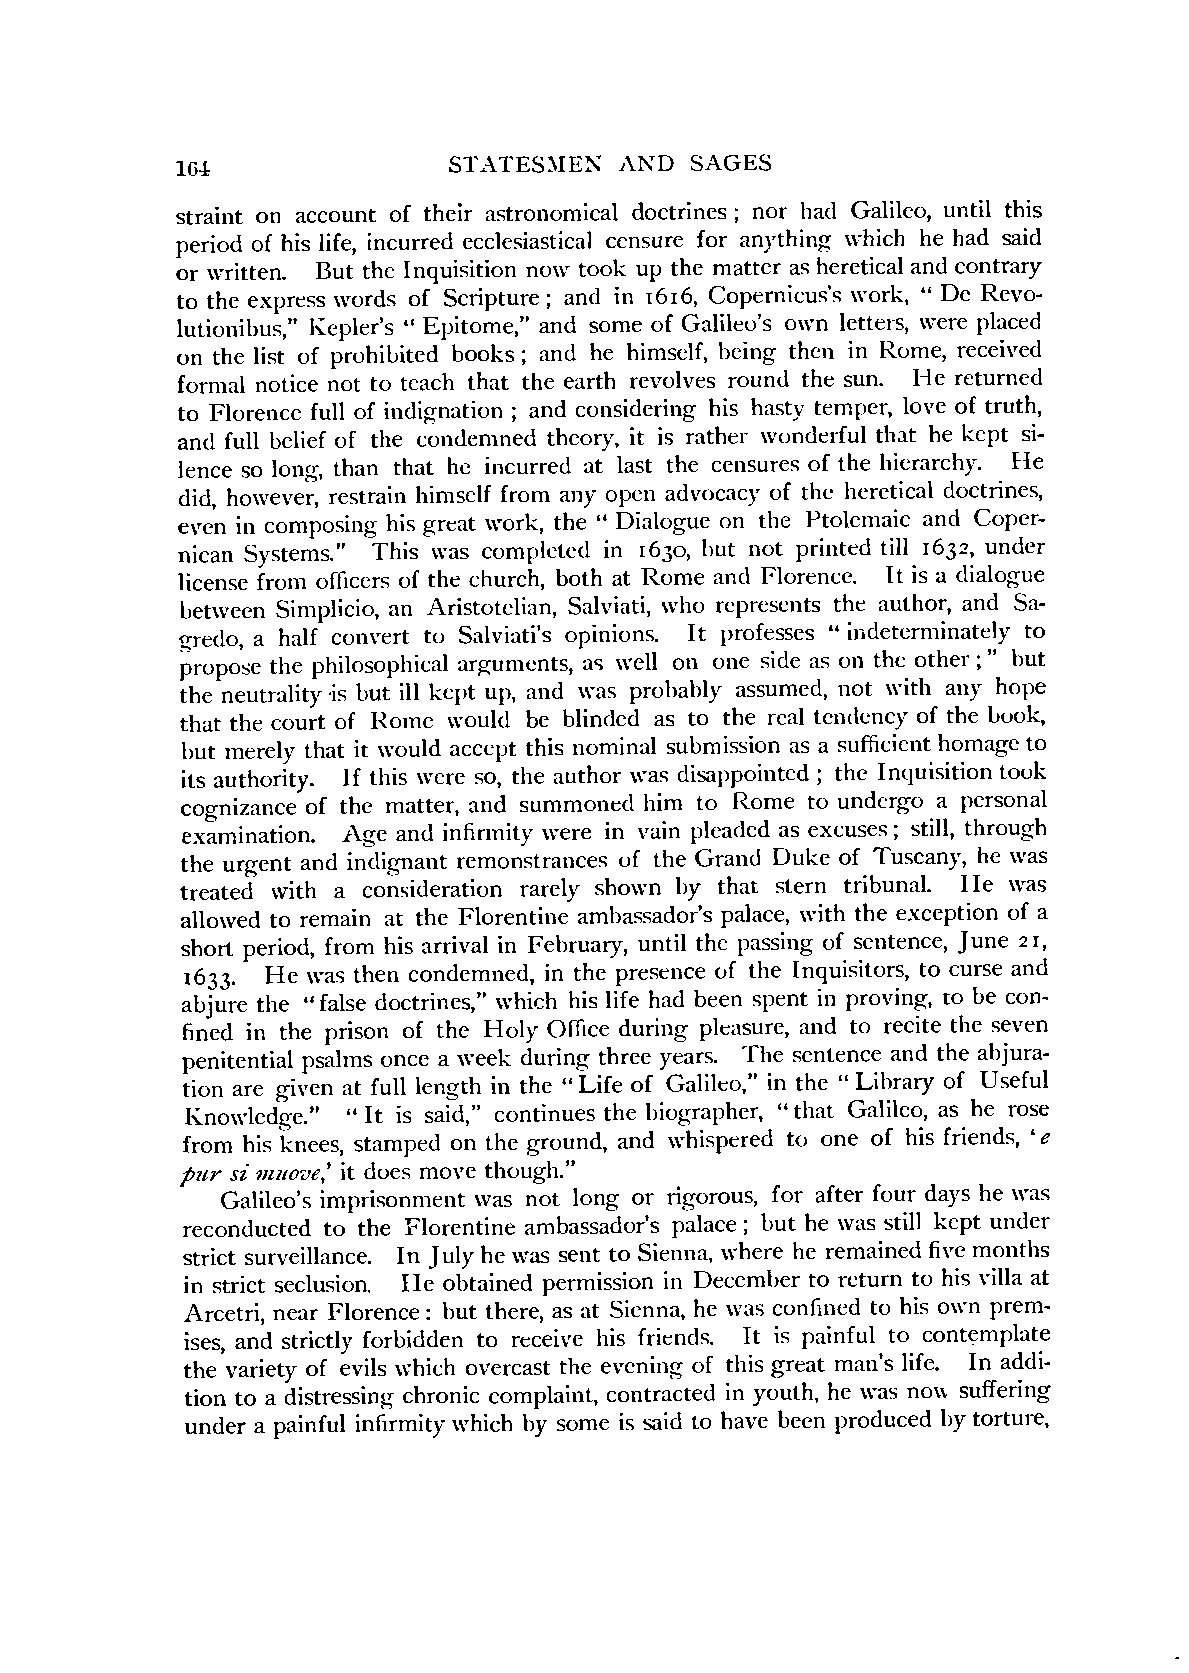 164 STATESMEN AND SAGES
straint on account of their astronomical doctrines; nor had Galileo, until this
period of his life, incurred ecclesiastical censure for anything which he had said
or written. But the Inquisition now took up the matter as heretical and contrary
to the express words of Scripture; and in 1616, Copernicus's work, "De Revo-
lutionibus," Kepler's "Epitome," and some of Galileo's own letters, were placed
on the list of prohibited books; and he himself, being then in Rome, received
formal notice not to teach that the earth revolves round the sun. He returned
to Florence full of indignation; and considering his hasty temper, love of truth,
and full belief of the condemned theory, it is rather wonderful that he kept si-
lence so long, than that he incurred at last the censures of the hierarchy. He
did, however, restrain himself from any open advocacy of the heretical doctrines,
even in composing his great work, the "Dialogue on the Ptolemaic and Coper-
nican Systems." This was completed in 1630, but not printed till 1632, under
license from officers of the church, both at Rome and Florence. It is a dialogue
between Simplicio, an Aristotelian, Salviati, who represents the author, and Sa-
gredo, a half convert to Salviati's opinions. It professes "indeterminately to
propose the philosophical arguments, as well on one side as on the other;" but
the neutrality is but ill kept up, and was probably assumed, not with any hope
that the court of Rome would be blinded as to the real tendency of the book,
but merely that it would accept this nominal submission as a sufficient homage to
its authority. If this were so, the author was disappointed; the Inquisition took
cognizance of the matter, and summoned him to Rome to undergo a personal
examination. Age and infirmity were in vain pleaded as excuses; still, through
the urgent and indignant remonstrances of the Grand Duke of Tuscany, he was
treated with a consideration rarely shown by that stern tribunal. He was
allowed to remain at the Florentine ambassador's palace, with the exception of a
short period, from his arrival in February, until the passing of sentence, June 21,
1633. He was then condemned, in the presence of the Inquisitors, to curse and
abjure the "false doctrines," which his life had been spent in proving, to be con-
fined in the prison of the Holy Office during pleasure, and to recite the seven
penitential psalms once a week during three years. The sentence and the abjura-
tion are given at full length in the "Life of Galileo," in the "Library of Useful
Knowledge." "It is said," continues the biographer, "that Galileo, as he rose
from his knees, stamped on the ground, and whispered to one of his friends, 'e
pur si muove,' it does move though."
Galileo's imprisonment was not long or rigorous, for after four days he was
reconducted to the Florentine ambassador's palace; but he was still kept under
strict surveillance. In July he was sent to Sienna, where he remained five months
in strict seclusion. He obtained permission in December to return to his villa at
Arcetri, near Florence: but there, as at Sienna, he was confined to his own prem-
ises, and strictly forbidden to receive his friends. It is painful to contemplate
the variety of evils which overcast the evening of this great man's life. In addi-
tion to a distressing chronic complaint, contracted in youth, he was now suffering
under a painful infirmity which by some is said to have been produced by torture,